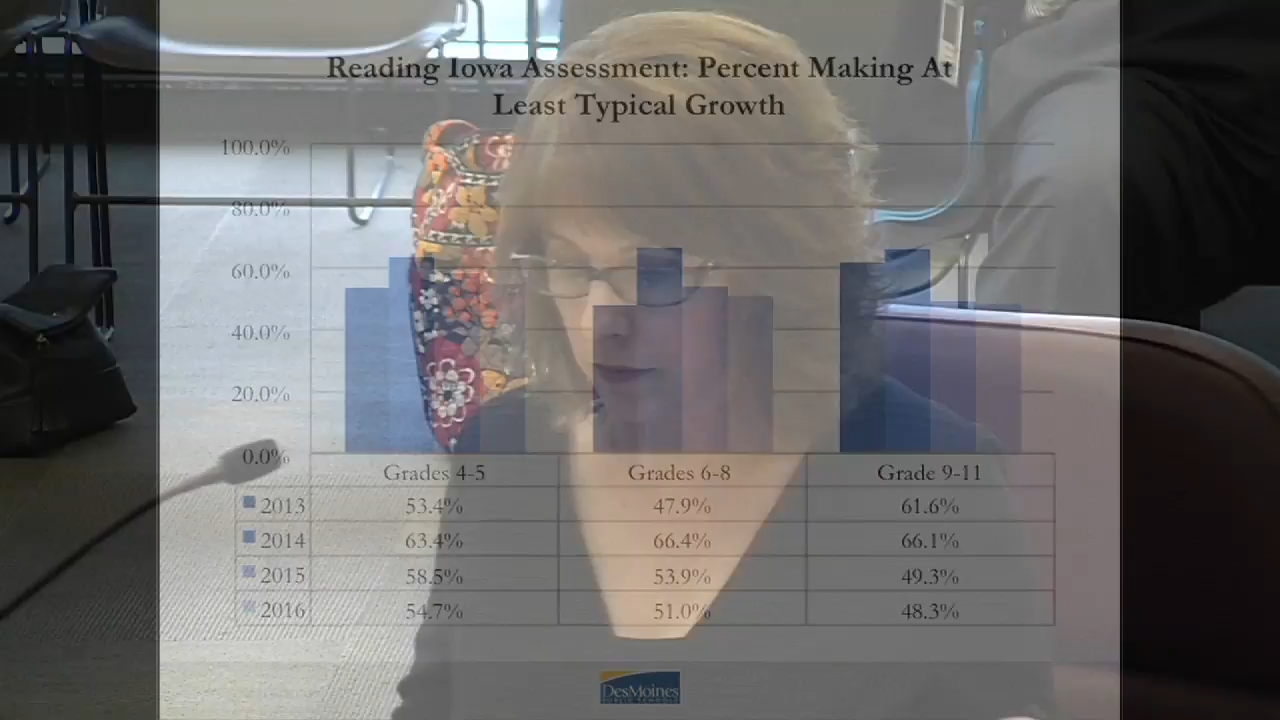 Reading Iowa Assessment: Percent Making At
Least Typical Growth
100.0%
80.0%
60.0%
40.0%
20.0%
0.0%
Grades 4-5 Grades 6-8 Grade 9-11
2013 53.4% 47.9% 61.6%
2014 63.4% 66.4% 66.1%
2015 58.5% 53.9% 49.3%
2016 54.7% 51.0% 48.3%
DesMoines
PUBLIC SCHOOLS